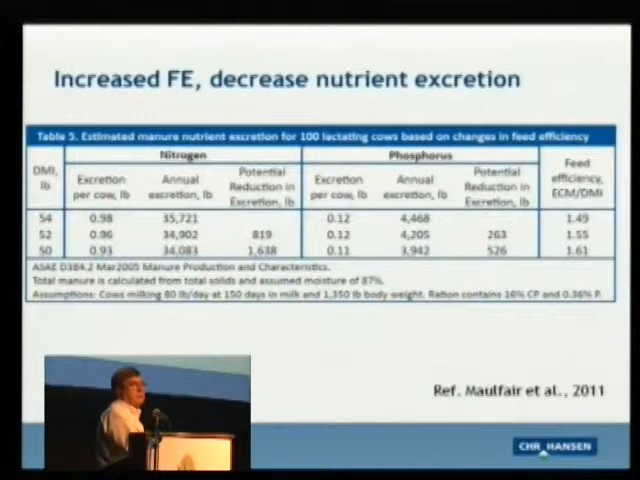 Increased FE, decrease nutrient excretion
Table 5. Estimated manure nutrient excretion for 100 lactating cows based on changes in feed efficiency
DMI, lb Nitrogen Phosphorus Feed efficiency, ECM/DMI
Excretion per cow, lb Annual excretion, lb Potential Reduction in Excretion, lb Excretion per cow, lb Annual excretion, lb Potential Reduction in Excretion, lb
54 0.98 35,721 0.12 4,468 1.49
52 0.96 34,902 819 0.12 4,205 263 1.55
50 0.93 34,083 1,638 0.11 3,942 526 1.61
ASAE D384.2 Mar2005 Manure Production and Characteristics.
Total manure is calculated from total solids and assumed moisture of 87%.
Assumptions: Cows milking 80 lb/day at 150 days in milk and 1,350 lb body weight. Ration contains 16% CP and 0.36% P.
Ref. Maulfair et al., 2011
CHR HANSEN